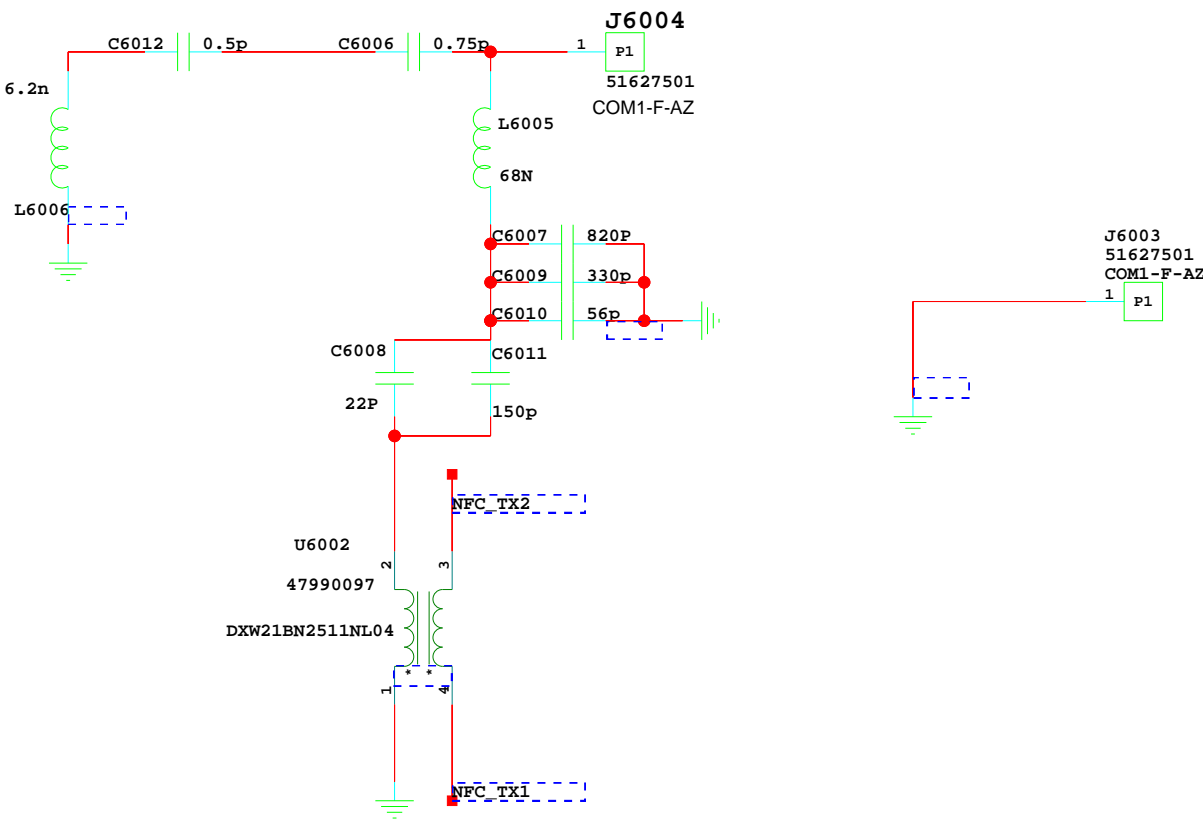 J6004
C6012 0.5p C6006 0.75p 1 P1
51627501
COM1-F-AZ
6.2n
L6005
68N
L6006
C6007 820P
C6009 330p
C6010 56p
C6008 C6011
22P 150p
J6003
51627501
COM1-F-AZ
1 P1
NFC_TX2
U6002
2 3
47990097
DXW21BN2511NL04
* *
1 4
NFC_TX1